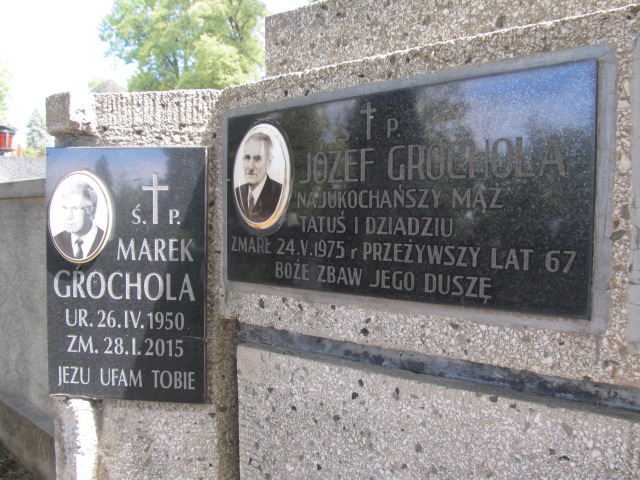 Ś. P.
MAREK
GROCHOLA
UR. 26.IV.1950
ZM. 28.I.2015
JEZU UFAM TOBIE
Ś. P.
JÓZEF GROCHOLA
NAJUKOCHAŃSZY MĄŻ
TATUŚ I DZIADZIU
ZMARŁ 24.V.1975 r PRZEŻYWSZY LAT 67
BOŻE ZBAW JEGO DUSZĘ